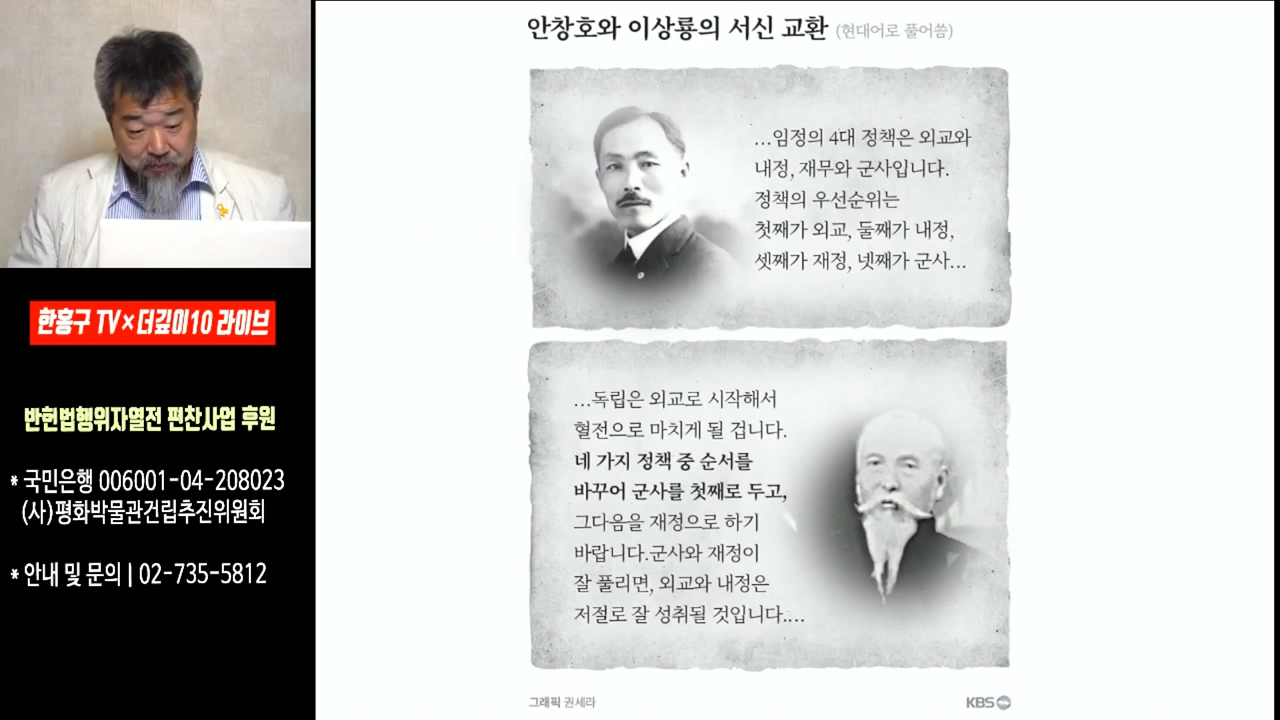 안창호와 이상룡의 서신 교환 (현대어로 풀어씀)
...임정의 4대 정책은 외교와
내정, 재무와 군사입니다.
정책의 우선순위는
첫째가 외교, 둘째가 내정,
셋째가 재정, 넷째가 군사...
...독립은 외교로 시작해서
혈전으로 마치게 될 겁니다.
네 가지 정책 중 순서를
바꾸어 군사를 첫째로 두고,
그다음을 재정으로 하기
바랍니다.군사와 재정이
잘 풀리면, 외교와 내정은
저절로 잘 성취될 것입니다....
그래픽 권세라
KBS
한홍구 TV×더깊이10 라이브
반헌법행위자열전 편찬사업 후원
* 국민은행 006001-04-208023
(사)평화박물관건립추진위원회
* 안내 및 문의 | 02-735-5812